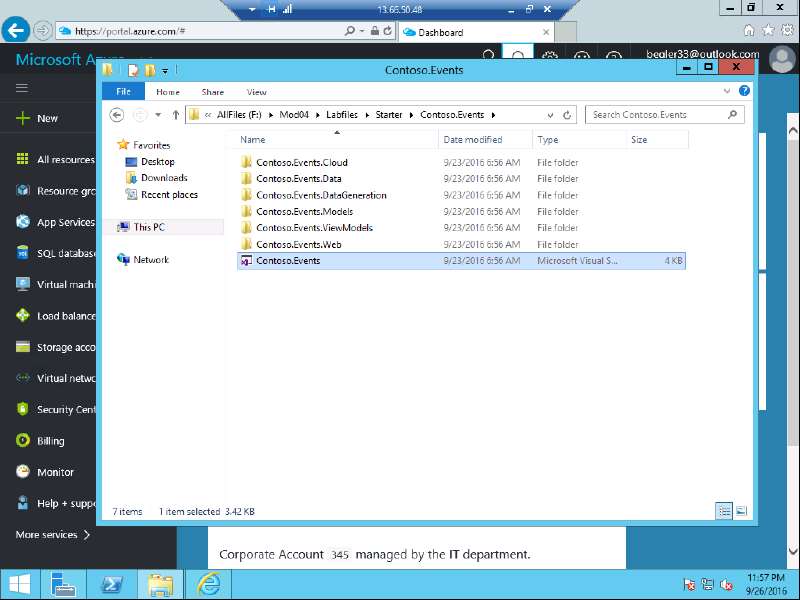 13.66.50.48
https://portal.azure.com/#
Dashboard
Microsoft
bealer33@outlook.com
Contoso.Events
File Home Share View
« AllFiles (F:) Mod04 Labfiles Starter Contoso.Events
Search Contoso.Events
New
All resources
Resource gro
App Services
SQL database
Virtual machi
Load balance
Storage acco
Virtual netwo
Security Cent
Billing
Monitor
Help + suppo
More services
Favorites
Desktop
Downloads
Recent places
This PC
Network
Name Date modified Type Size
Contoso.Events.Cloud 9/23/2016 6:56 AM File folder
Contoso.Events.Data 9/23/2016 6:56 AM File folder
Contoso.Events.DataGeneration 9/23/2016 6:56 AM File folder
Contoso.Events.Models 9/23/2016 6:56 AM File folder
Contoso.Events.ViewModels 9/23/2016 6:56 AM File folder
Contoso.Events.Web 9/23/2016 6:56 AM File folder
Contoso.Events 9/23/2016 6:56 AM Microsoft Visual S... 4 KB
7 items 1 item selected 3.42 KB
Corporate Account 345 managed by the IT department.
11:57 PM
9/26/2016